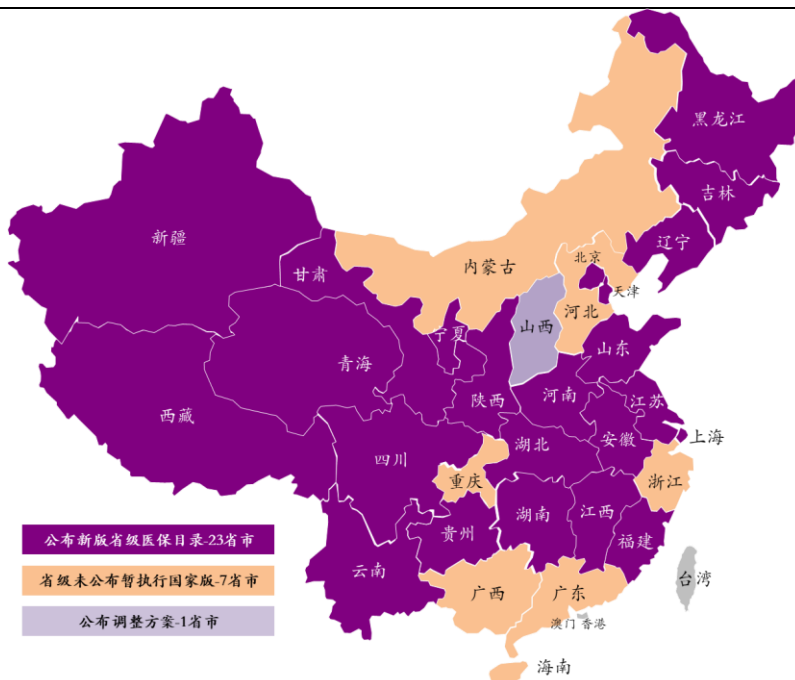 黑龙江
吉林
辽宁
新疆
甘肃
内蒙古
北京
天津
河北
山西
宁夏
山东
青海
陕西
河南
江苏
西藏
安徽
上海
湖北
四川
重庆
浙江
湖南
江西
贵州
福建
云南
广西
广东
台湾
澳门 香港
海南
公布新版省级医保目录-23省市
省级未公布暂执行国家版-7省市
公布调整方案-1省市